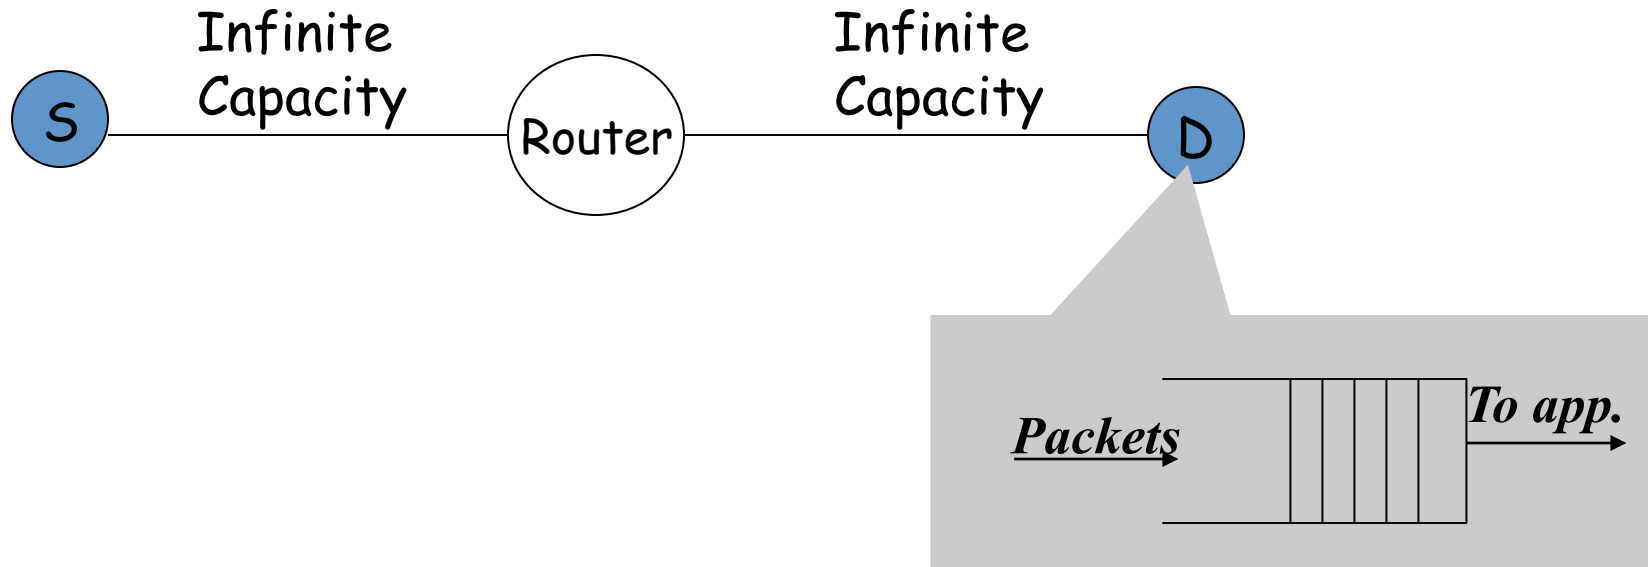 Infinite
Capacity
Infinite
Capacity
S
Router
D
Packets
To app.